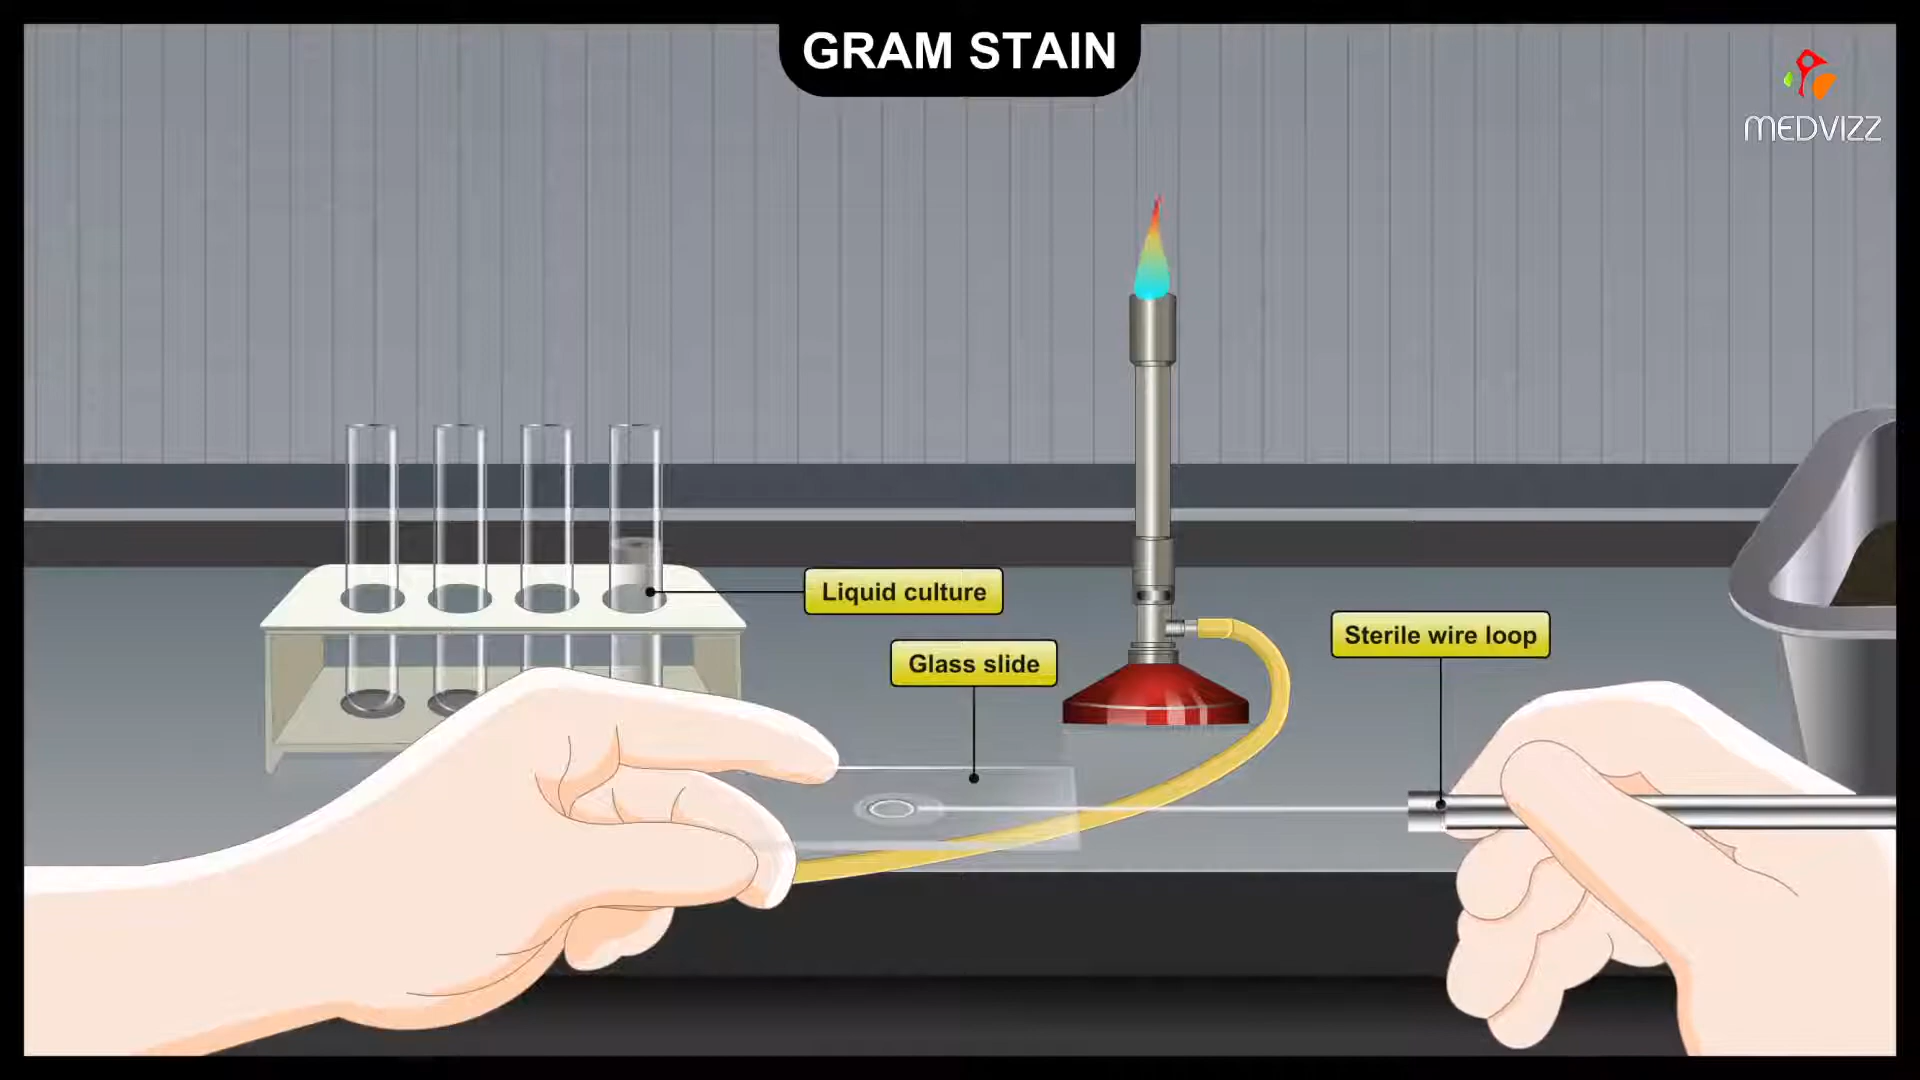 GRAM STAIN
MEDVIZZ
Liquid culture
Sterile wire loop
Glass slide